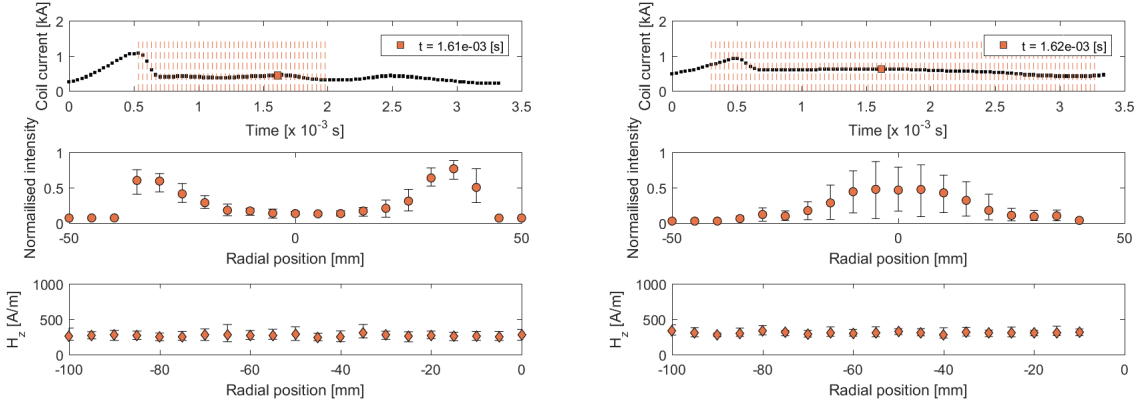 Coil current [kA]
2
1
0
t = 1.61e-03 [s]
0 0.5 1 1.5 2 2.5 3 3.5
Time [x 10⁻³ s]
Normalised intensity
1
0.5
0
-50 0 50
Radial position [mm]
H_z [A/m]
1000
500
0
-100 -80 -60 -40 -20 0
Radial position [mm]
Coil current [kA]
2
1
0
t = 1.62e-03 [s]
0 0.5 1 1.5 2 2.5 3 3.5
Time [x 10⁻³ s]
Normailised intensity
1
0.5
0
-50 0 50
Radial position [mm]
H_z [A/m]
1000
500
0
-100 -80 -60 -40 -20 0
Radial position [mm]